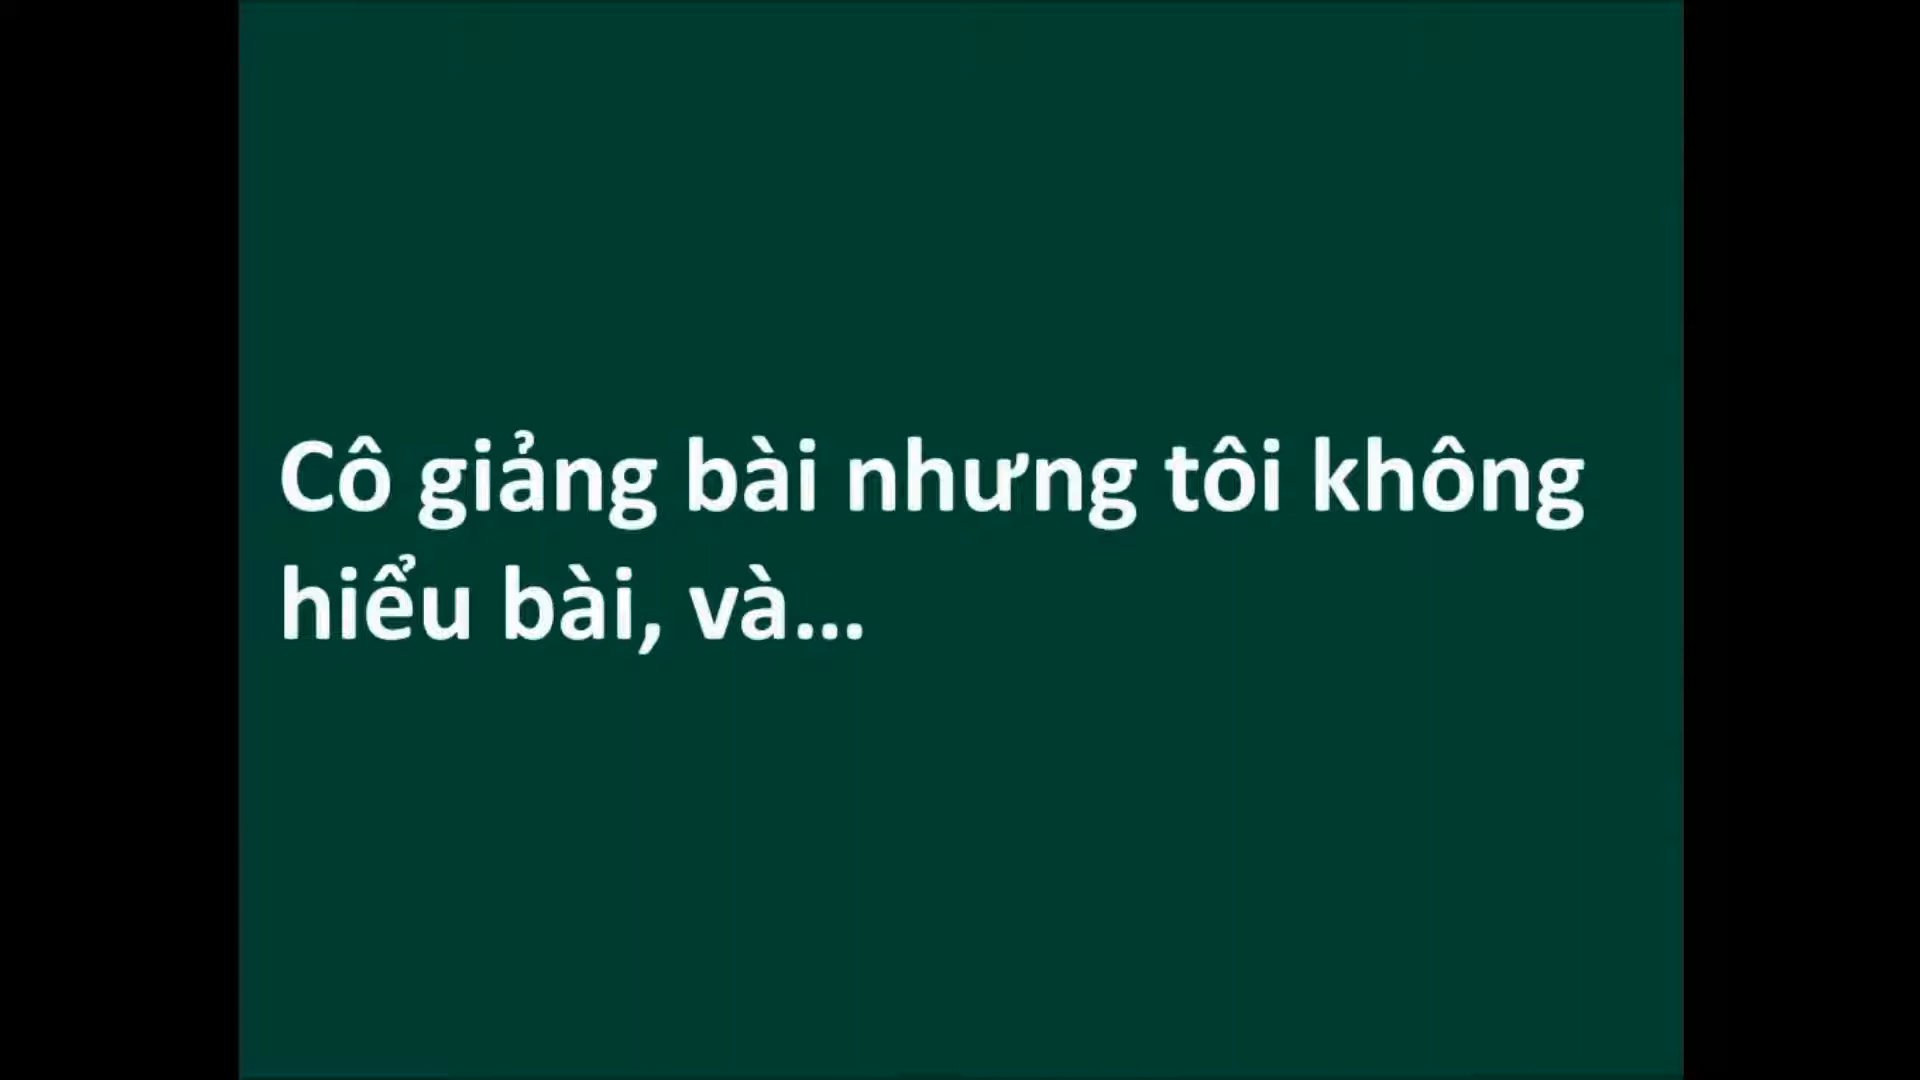 Cô giảng bài nhưng tôi không
hiểu bài, và...